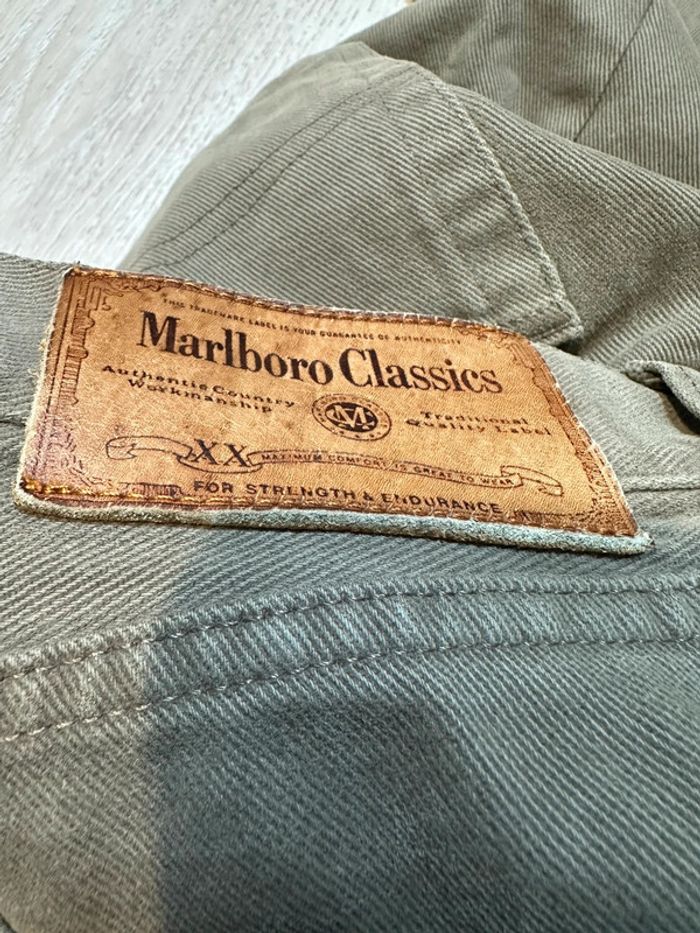 THIS TRADEMARK LABEL IS YOUR GUARANTEE OF AUTHENTICITY
Marlboro Classics
Authentic Country
Workmanship
M
Traditional
Quality Label
XX MAXIMUM COMFORT IS GREAT TO WEAR
FOR STRENGTH & ENDURANCE